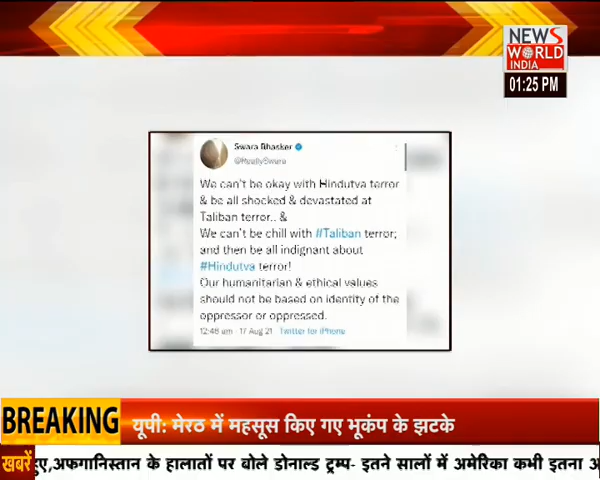 NEWS
WORLD
INDIA
01:25 PM
Swara Bhasker
@ReallySwara
We can't be okay with Hindutva terror
& be all shocked & devastated at
Taliban terror.. &
We can't be chill with #Taliban terror;
and then be all indignant about
#Hindutva terror!
Our humanitarian & ethical values
should not be based on identity of the
oppressor or oppressed.
12:46 am · 17 Aug 21 Twitter for iPhone
BREAKING यूपी: मेरठ में महसूस किए गए भूकंप के झटके
खबरें अफगानिस्तान के हालातों पर बोले डोनाल्ड ट्रम्प- इतने सालों में अमेरिका कभी इतना